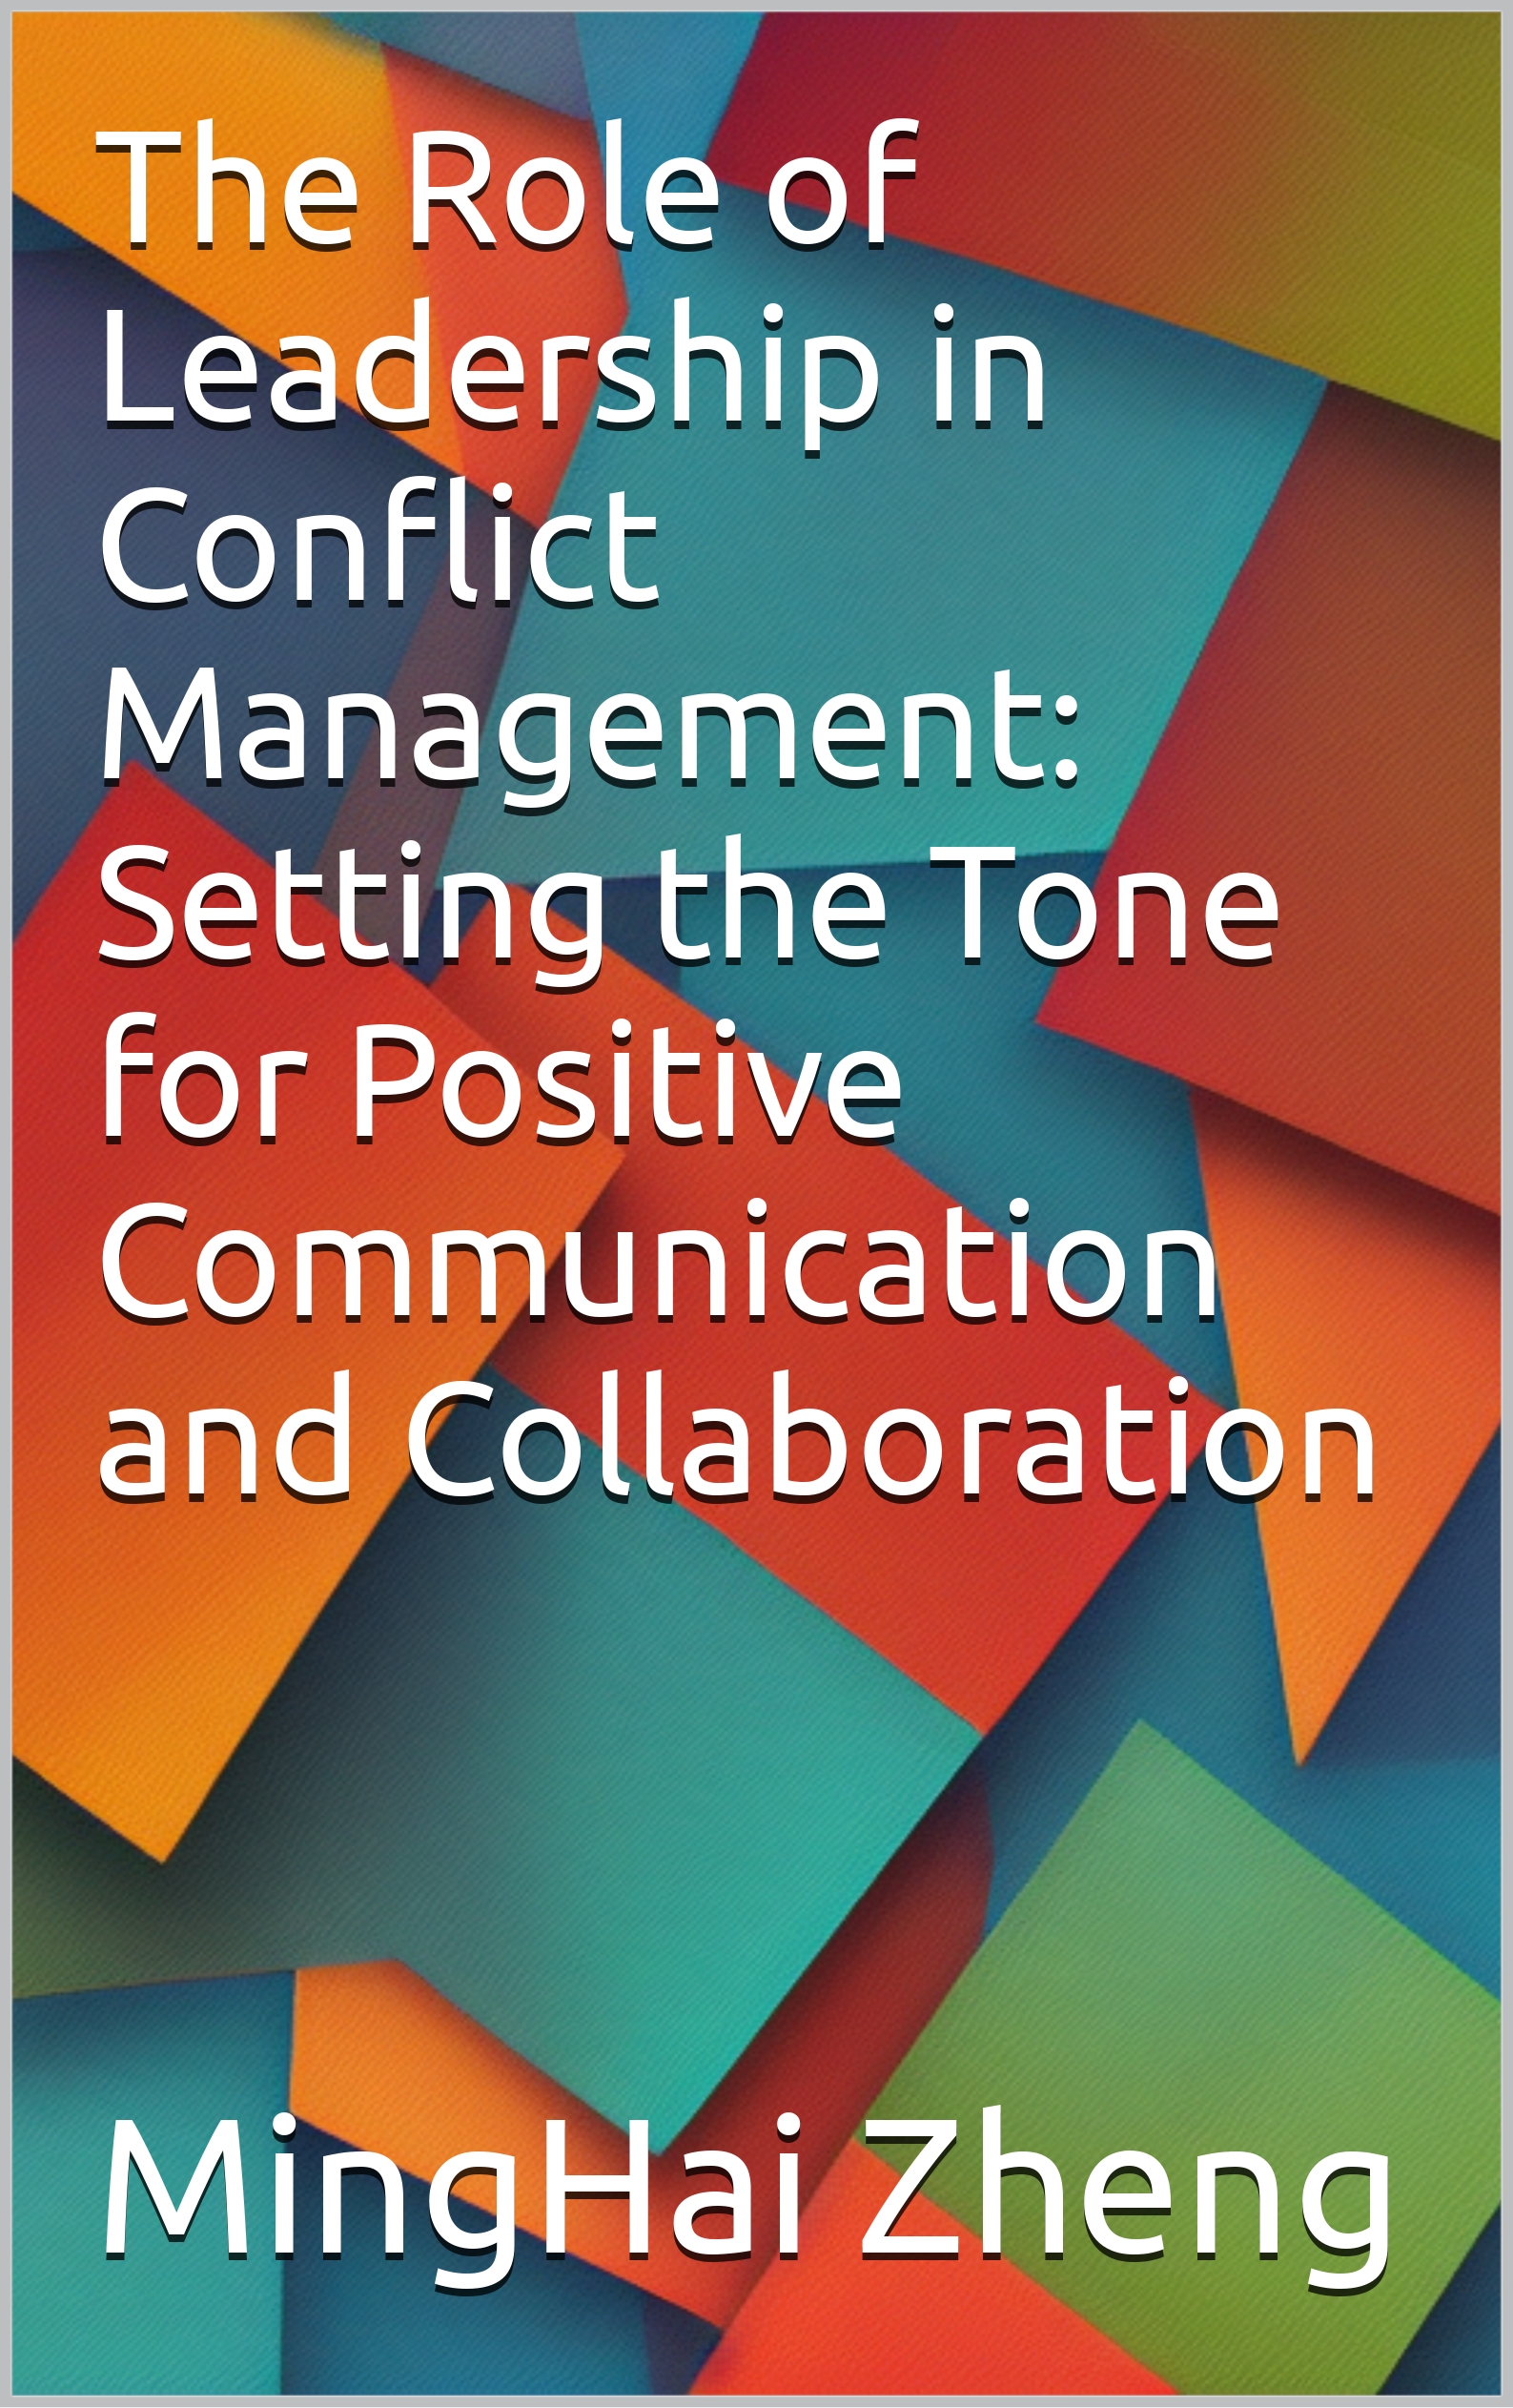 The Role of
Leadership in
Conflict
Management:
Setting the Tone
for Positive
Communication
and Collaboration
MingHai Zheng